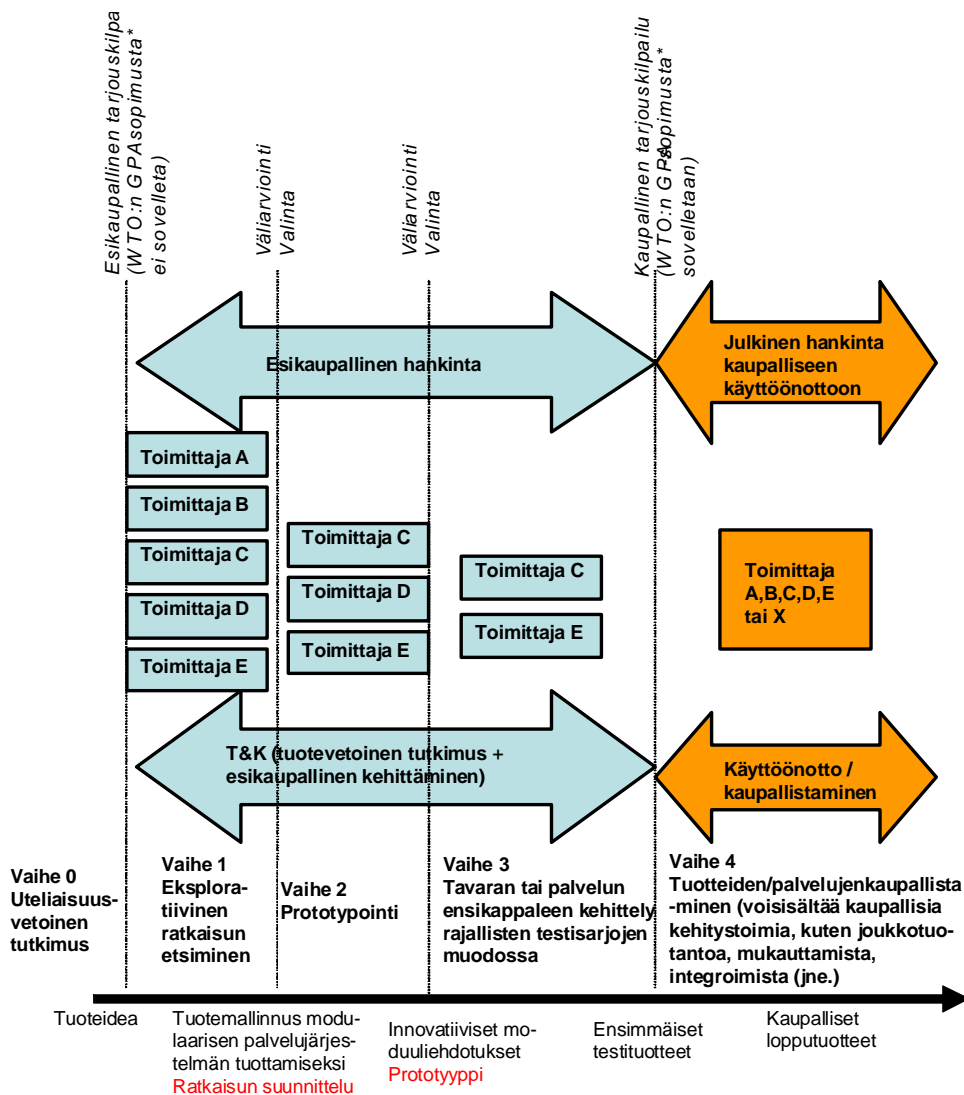 Esikaupallinen tarjouskilpa
(WTO:n GPAsopimusta*
ei sovelleta)
Väliarviointi
Valinta
Väliarviointi
Valinta
Kaupallinen tarjouskilpailu
(WTO:n GPA-sopimusta*
sovelletaan)
Esikaupallinen hankinta
Julkinen hankinta
kaupalliseen
käyttöönottoon
Toimittaja A
Toimittaja B
Toimittaja C
Toimittaja D
Toimittaja E
Toimittaja C
Toimittaja D
Toimittaja E
Toimittaja C
Toimittaja E
Toimittaja
A,B,C,D,E
tai X
T&K (tuotevetoinen tutkimus +
esikaupallinen kehittäminen)
Käyttöönotto /
kaupallistaminen
Vaihe 0
Uteliaisuus-
vetoinen
tutkimus
Vaihe 1
Eksplora-
tiivinen
ratkaisun
etsiminen
Vaihe 2
Prototypointi
Vaihe 3
Tavaran tai palvelun
ensikappaleen kehittely
rajallisten testisarjojen
muodossa
Vaihe 4
Tuotteiden/palvelujenkaupallista
-minen (voisisältää kaupallisia
kehitystoimia, kuten joukkotuo-
tantoa, mukauttamista,
integroimista (jne.)
Tuoteidea
Tuotemallinnus modu-
laarisen palvelujärjes-
telmän tuottamiseksi
Ratkaisun suunnittelu
Innovatiiviset mo-
duuliehdotukset
Prototyyppi
Ensimmäiset
testituotteet
Kaupalliset
lopputuotteet